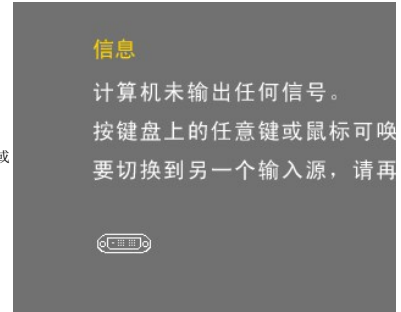 信息
计算机未输出任何信号。
按键盘上的任意键或鼠标可唤
或
要切换到另一个输入源，请再